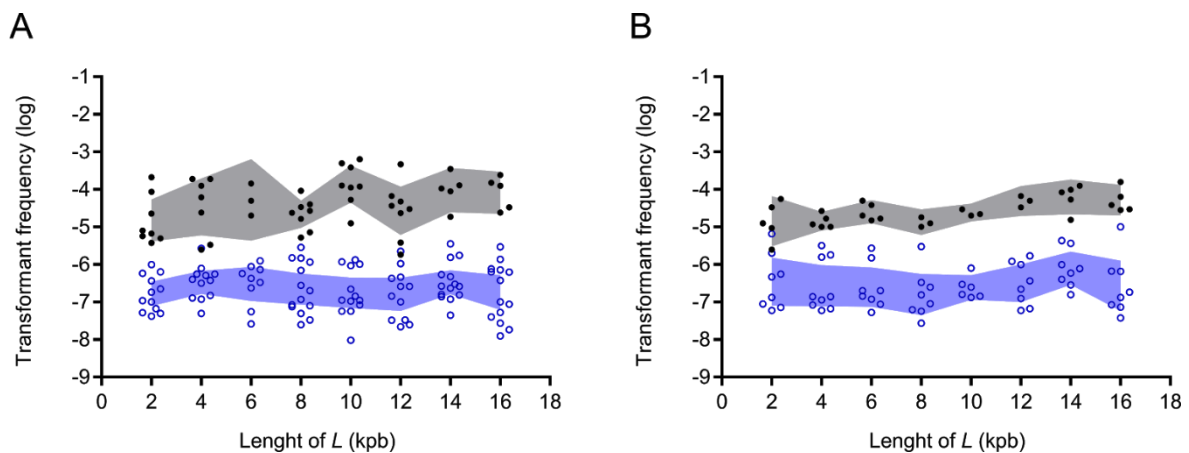 A
Transformant frequency (log)
-1
-2
-3
-4
-5
-6
-7
-8
-9
0 2 4 6 8 10 12 14 16 18
Lenght of L (kpb)
B
Transformant frequency (log)
-1
-2
-3
-4
-5
-6
-7
-8
-9
0 2 4 6 8 10 12 14 16 18
Lenght of L (kpb)